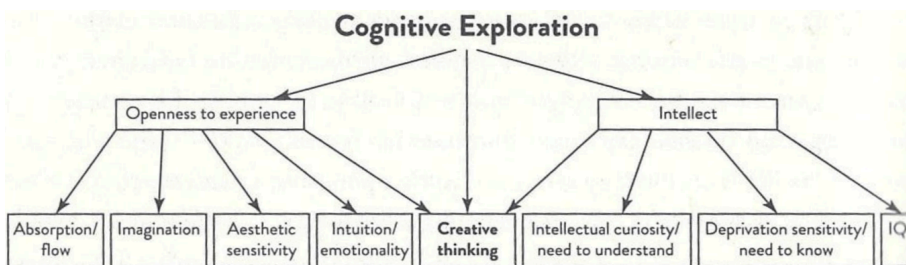 Cognitive Exploration
Openness to experience
Intellect
Absorption/
flow
Imagination
Aesthetic
sensitivity
Intuition/
emotionality
Creative
thinking
Intellectual curiosity/
need to understand
Deprivation sensitivity/
need to know
IQ